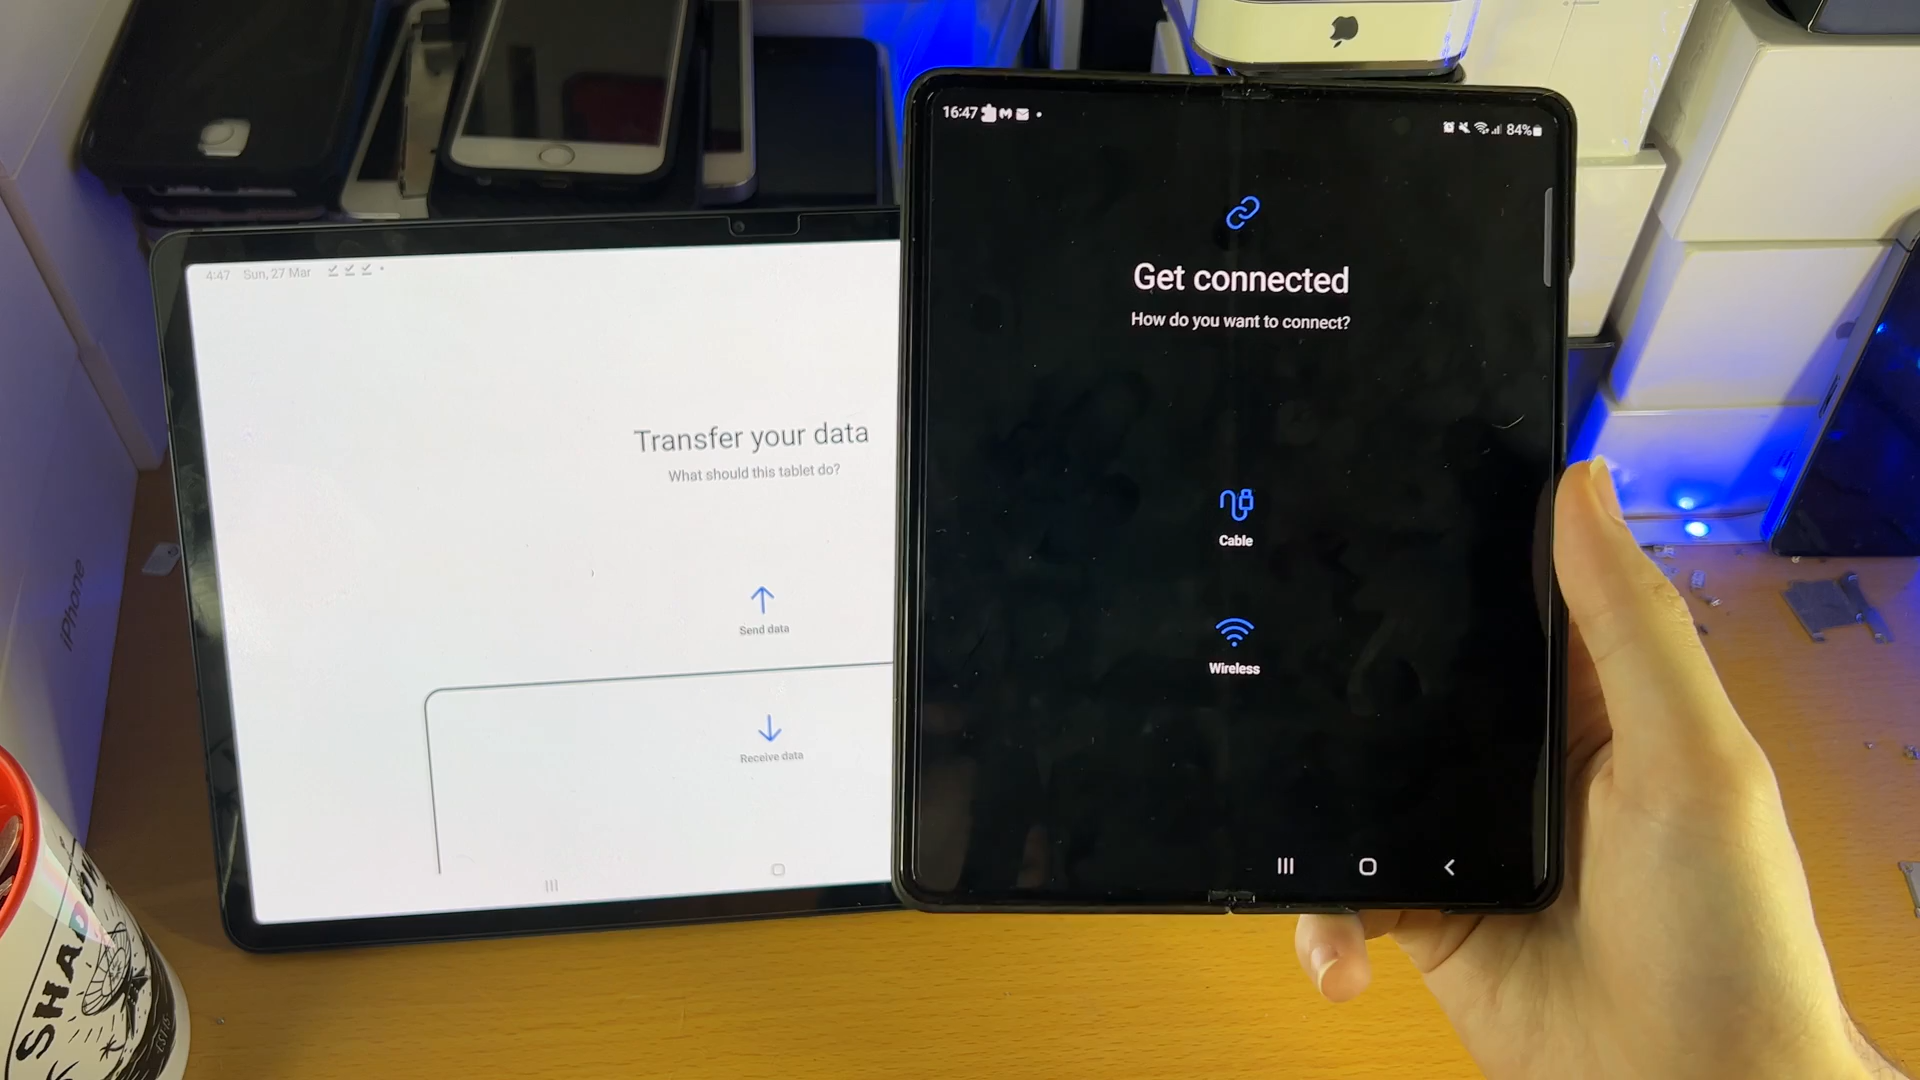 4:47 Sun, 27 Mar
Transfer your data
What should this tablet do?
Send data
Receive data
16:47
84%
Get connected
How do you want to connect?
Cable
Wireless
iPhone